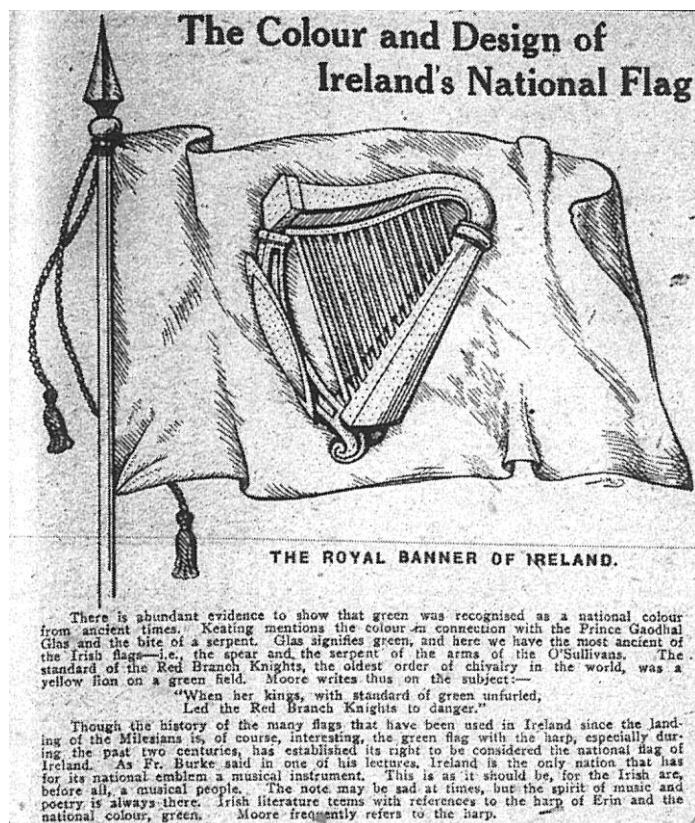 The Colour and Design of
Ireland's National Flag
THE ROYAL BANNER OF IRELAND.
There is abundant evidence to show that green was recognised as a national colour
from ancient times. Keating mentions the colour in connection with the Prince Gaodhal
Glas and the bite of a serpent. Glas signifies green, and here we have the most ancient of
the Irish flags—i.e., the spear and the serpent of the arms of the O'Sullivans. The
standard of the Red Branch Knights, the oldest order of chivalry in the world, was a
yellow lion on a green field. Moore writes thus on the subject:—
"When her kings, with standard of green unfurled,
Led the Red Branch Knights to danger."
Though the history of the many flags that have been used in Ireland since the land-
ing of the Milesians is, of course, interesting, the green flag with the harp, especially dur-
ing the past two centuries, has established its right to be considered the national flag of
Ireland. As Fr. Burke said in one of his lectures, Ireland is the only nation that has
for its national emblem a musical instrument. This is as it should be, for the Irish are,
before all, a musical people. The note may be sad at times, but the spirit of music and
poetry is always there. Irish literature teems with references to the harp of Erin and the
national colour, green. Moore frequently refers to the harp.